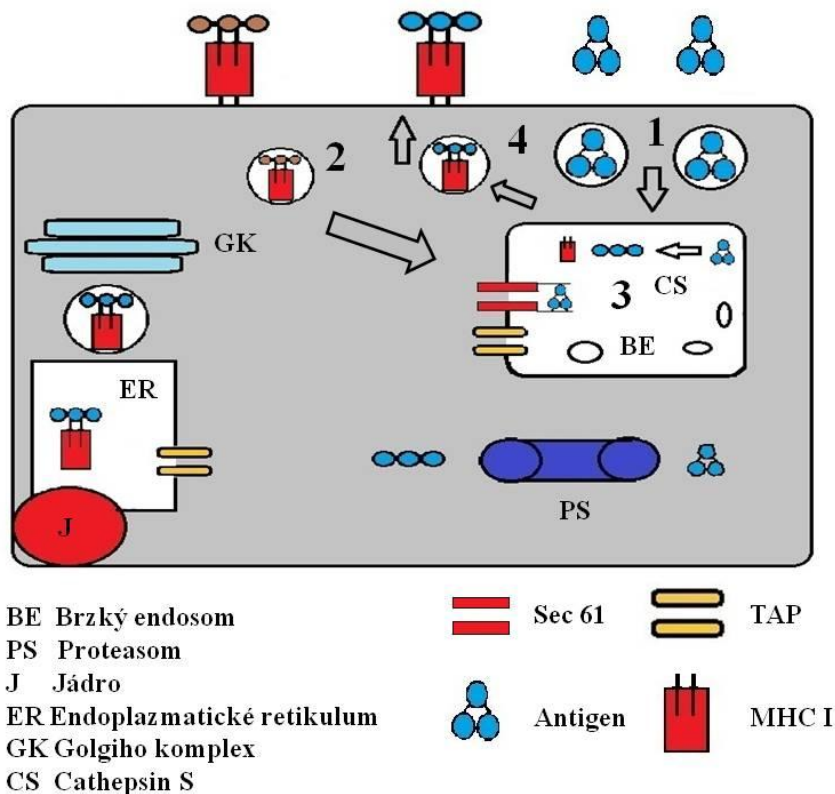 4 1
2
GK
CS
3
ER
BE
J
PS
BE Brzký endosom
PS Proteasom
J Jádro
ER Endoplazmatické retikulum
GK Golgiho komplex
CS Cathepsin S
Sec 61
TAP
Antigen
MHC I